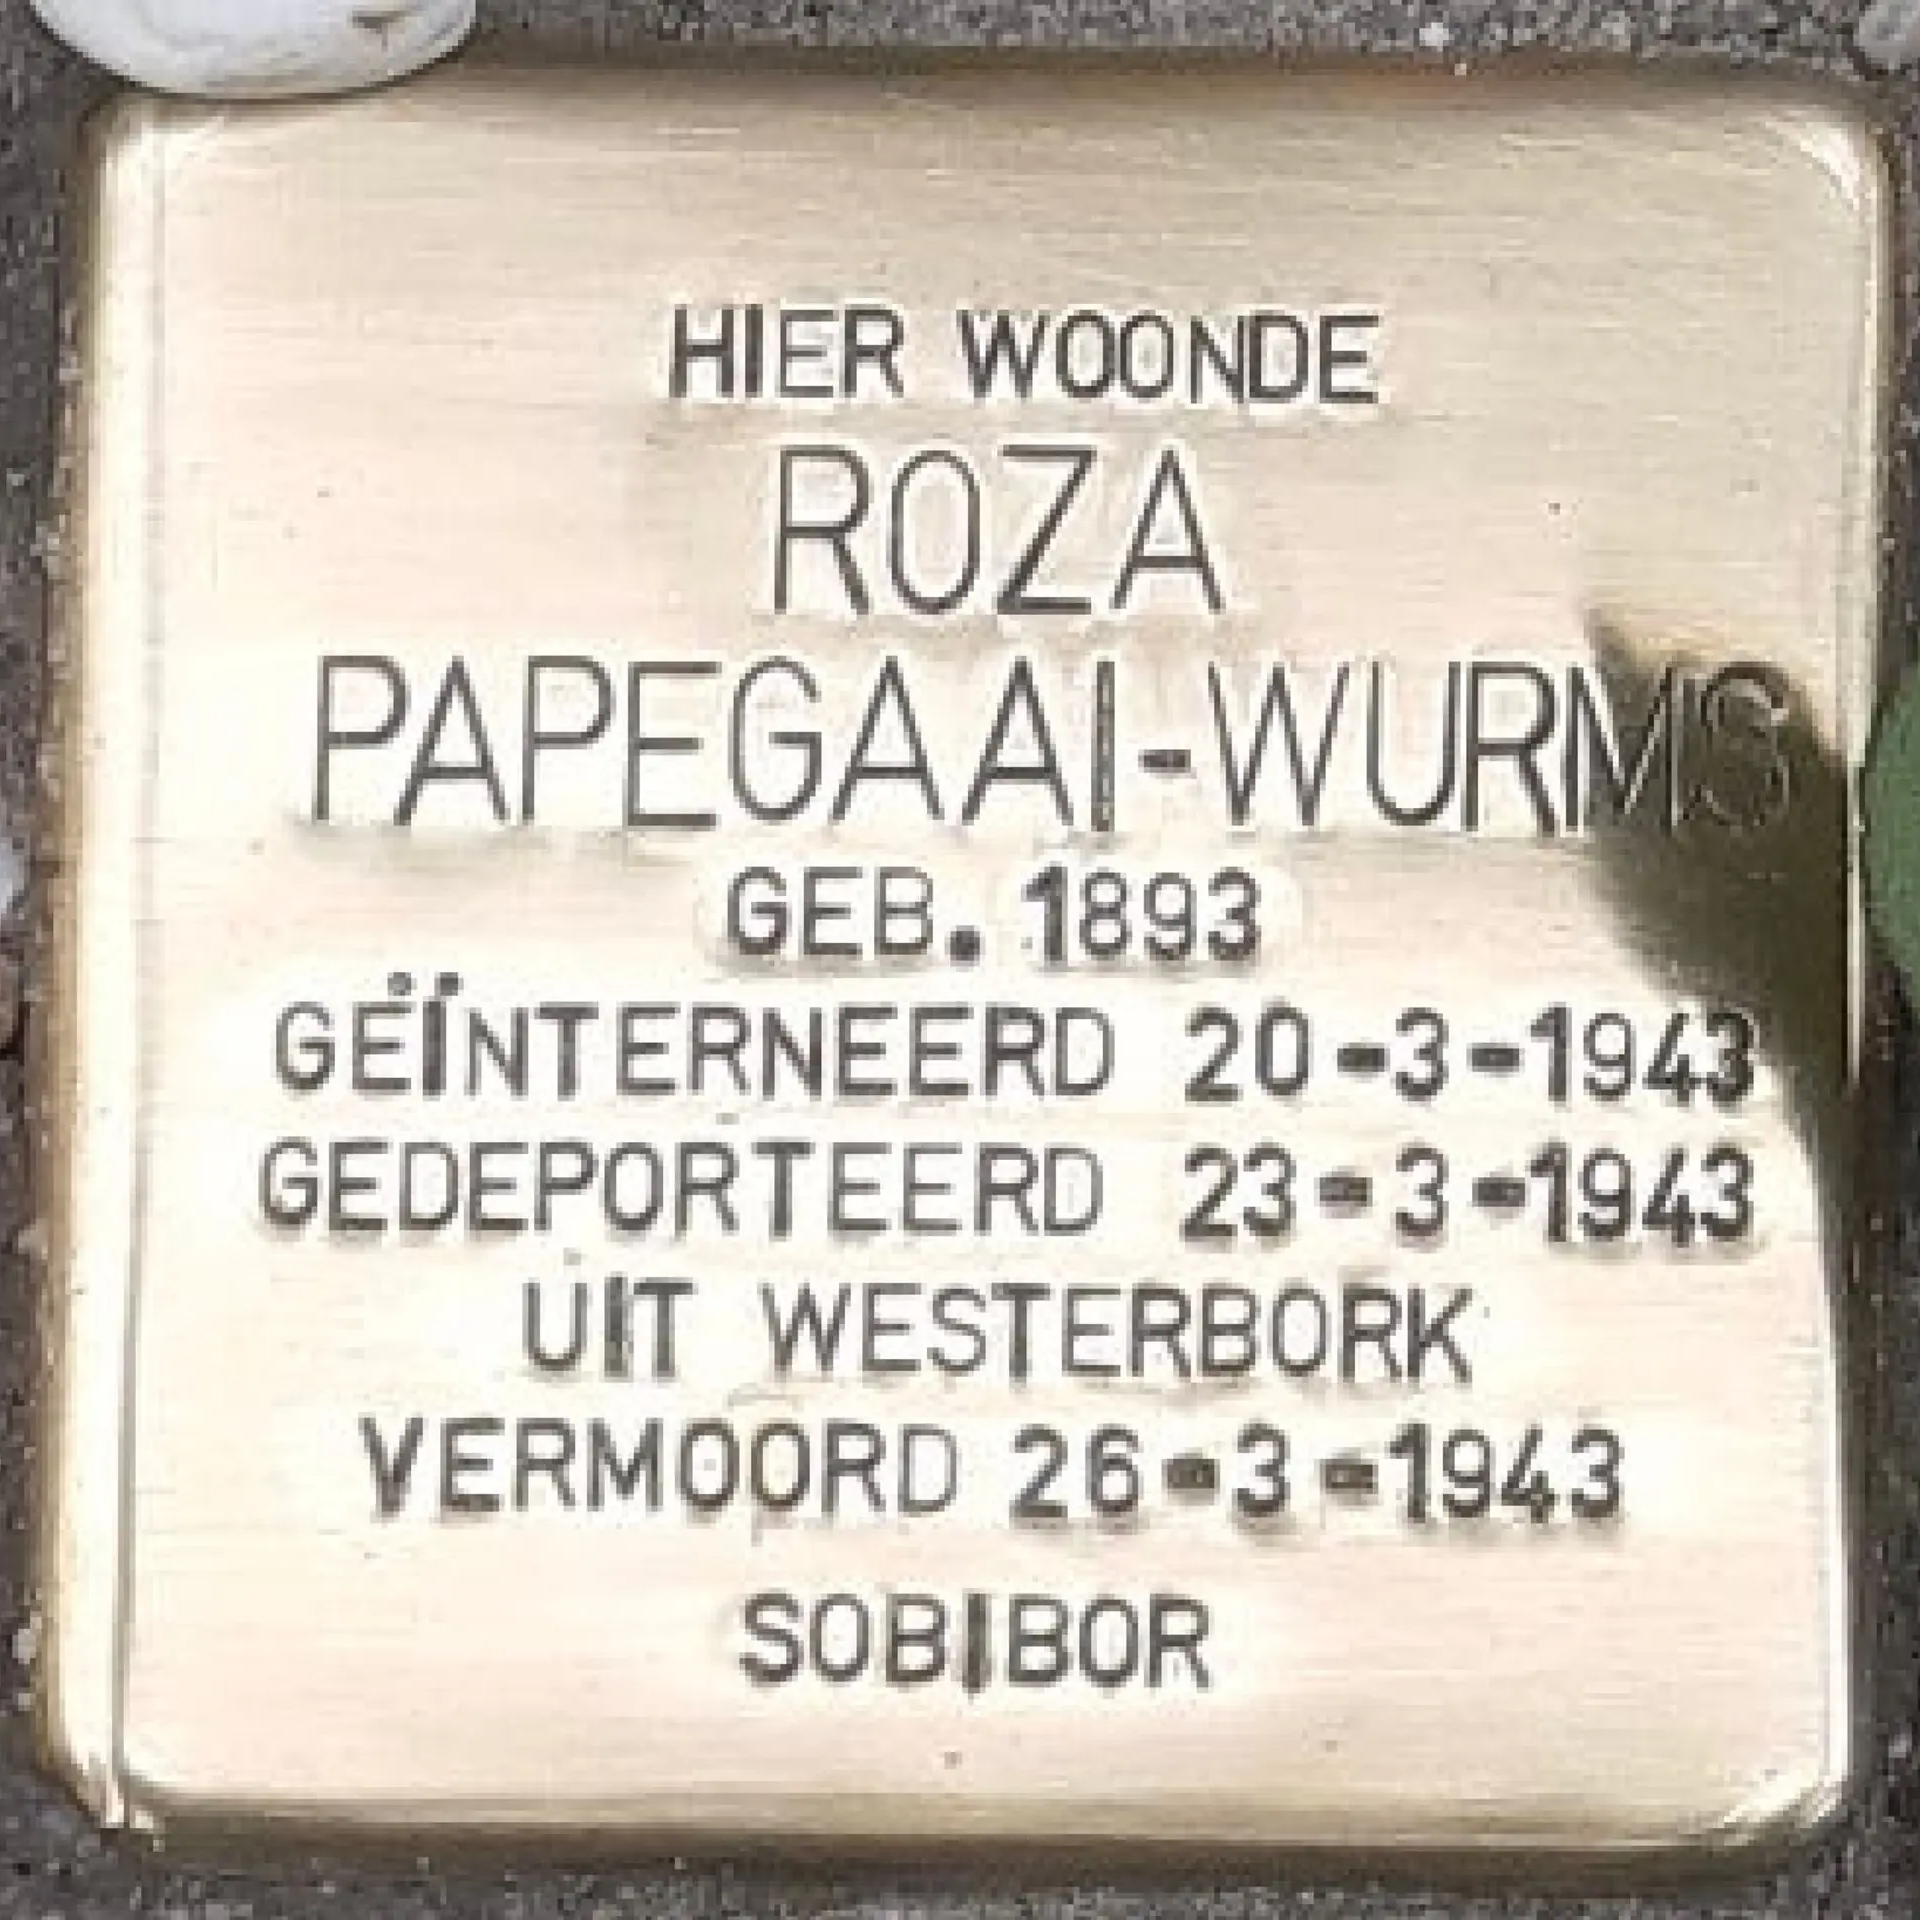 HIER WOONDE
ROZA
PAPEGAAI-WURMS
GEB. 1893
GEÏNTERNEERD 20-3-1943
GEDEPORTEERD 23-3-1943
UIT WESTERBORK
VERMOORD 26-3-1943
SOBIBOR